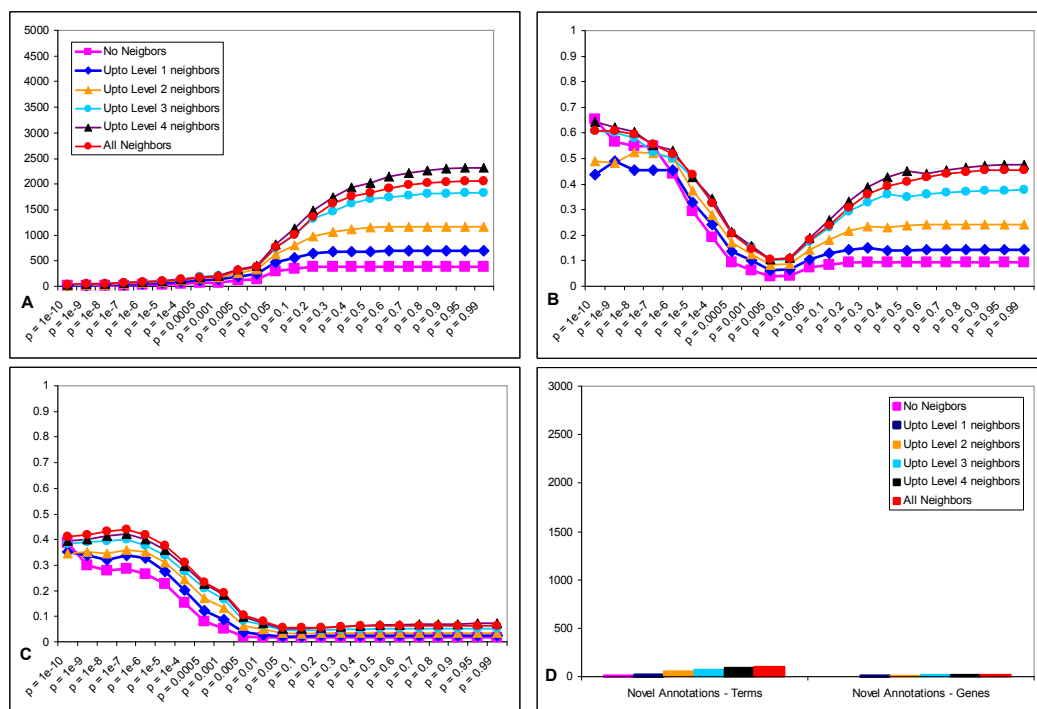 5000
4500
4000
3500
3000
2500
2000
1500
1000
500
0
No Neigbors
Upto Level 1 neighbors
Upto Level 2 neighbors
Upto Level 3 neighbors
Upto Level 4 neighbors
All Neighbors
A
p = 1e-10
p = 1e-9
p = 1e-8
p = 1e-7
p = 1e-6
p = 1e-5
p = 1e-4
p = 0.0005
p = 0.001
p = 0.005
p = 0.01
p = 0.05
p = 0.1
p = 0.2
p = 0.3
p = 0.4
p = 0.5
p = 0.6
p = 0.7
p = 0.8
p = 0.9
p = 0.95
p = 0.99
1
0.9
0.8
0.7
0.6
0.5
0.4
0.3
0.2
0.1
0
B
p = 1e-10
p = 1e-9
p = 1e-8
p = 1e-7
p = 1e-6
p = 1e-5
p = 1e-4
p = 0.0005
p = 0.001
p = 0.005
p = 0.01
p = 0.05
p = 0.1
p = 0.2
p = 0.3
p = 0.4
p = 0.5
p = 0.6
p = 0.7
p = 0.8
p = 0.9
p = 0.95
p = 0.99
1
0.9
0.8
0.7
0.6
0.5
0.4
0.3
0.2
0.1
0
C
p = 1e-10
p = 1e-9
p = 1e-8
p = 1e-7
p = 1e-6
p = 1e-5
p = 1e-4
p = 0.0005
p = 0.001
p = 0.005
p = 0.01
p = 0.05
p = 0.1
p = 0.2
p = 0.3
p = 0.4
p = 0.5
p = 0.6
p = 0.7
p = 0.8
p = 0.9
p = 0.95
p = 0.99
3000
2500
2000
1500
1000
500
0
No Neigbors
Upto Level 1 neighbors
Upto Level 2 neighbors
Upto Level 3 neighbors
Upto Level 4 neighbors
All Neighbors
D
Novel Annotations - Terms
Novel Annotations - Genes